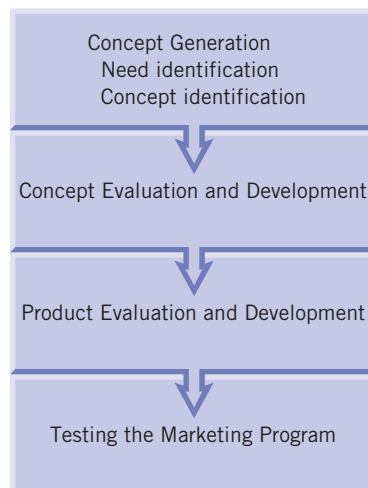 Concept Generation
Need identification
Concept identification
Concept Evaluation and Development
Product Evaluation and Development
Testing the Marketing Program